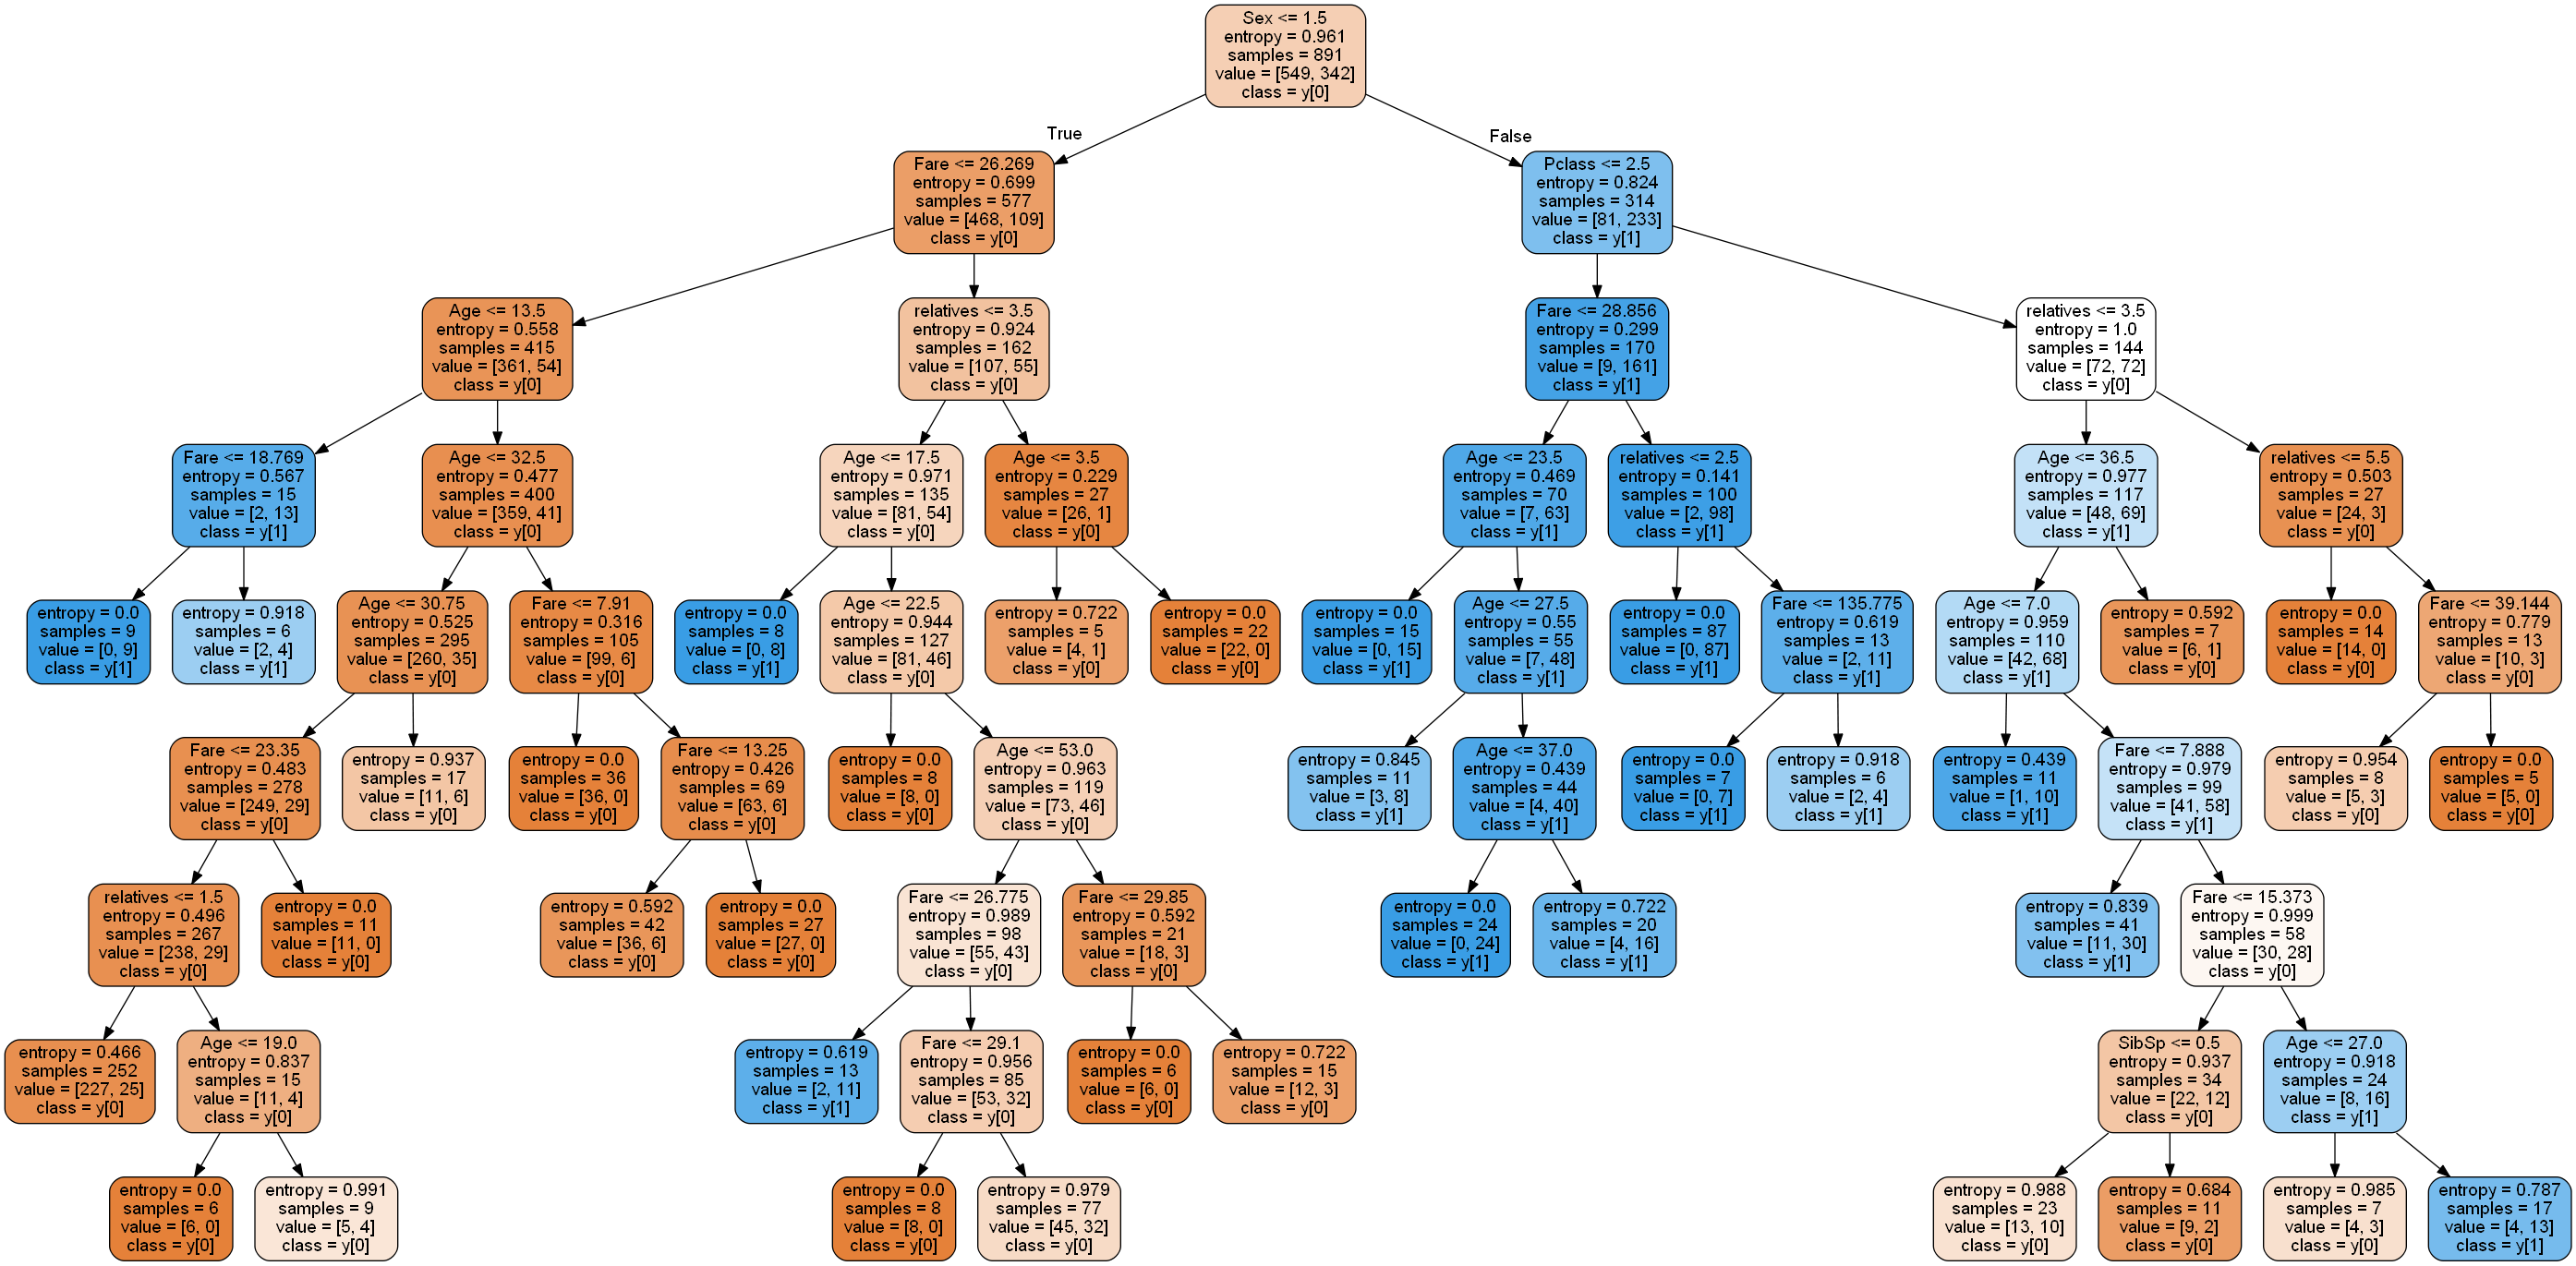 Sex <= 1.5
entropy = 0.961
samples = 891
value = [549, 342]
class = y[0]
True
False
Fare <= 26.269
entropy = 0.699
samples = 577
value = [468, 109]
class = y[0]
Pclass <= 2.5
entropy = 0.824
samples = 314
value = [81, 233]
class = y[1]
Age <= 13.5
entropy = 0.558
samples = 415
value = [361, 54]
class = y[0]
relatives <= 3.5
entropy = 0.924
samples = 162
value = [107, 55]
class = y[0]
Fare <= 28.856
entropy = 0.299
samples = 170
value = [9, 161]
class = y[1]
relatives <= 3.5
entropy = 1.0
samples = 144
value = [72, 72]
class = y[0]
Fare <= 18.769
entropy = 0.567
samples = 15
value = [2, 13]
class = y[1]
Age <= 32.5
entropy = 0.477
samples = 400
value = [359, 41]
class = y[0]
Age <= 17.5
entropy = 0.971
samples = 135
value = [81, 54]
class = y[0]
Age <= 3.5
entropy = 0.229
samples = 27
value = [26, 1]
class = y[0]
Age <= 23.5
entropy = 0.469
samples = 70
value = [7, 63]
class = y[1]
relatives <= 2.5
entropy = 0.141
samples = 100
value = [2, 98]
class = y[1]
Age <= 36.5
entropy = 0.977
samples = 117
value = [48, 69]
class = y[1]
relatives <= 5.5
entropy = 0.503
samples = 27
value = [24, 3]
class = y[0]
entropy = 0.0
samples = 9
value = [0, 9]
class = y[1]
entropy = 0.918
samples = 6
value = [2, 4]
class = y[1]
Age <= 30.75
entropy = 0.525
samples = 295
value = [260, 35]
class = y[0]
Fare <= 7.91
entropy = 0.316
samples = 105
value = [99, 6]
class = y[0]
entropy = 0.0
samples = 8
value = [0, 8]
class = y[1]
Age <= 22.5
entropy = 0.944
samples = 127
value = [81, 46]
class = y[0]
entropy = 0.722
samples = 5
value = [4, 1]
class = y[0]
entropy = 0.0
samples = 22
value = [22, 0]
class = y[0]
entropy = 0.0
samples = 15
value = [0, 15]
class = y[1]
Age <= 27.5
entropy = 0.55
samples = 55
value = [7, 48]
class = y[1]
entropy = 0.0
samples = 87
value = [0, 87]
class = y[1]
Fare <= 135.775
entropy = 0.619
samples = 13
value = [2, 11]
class = y[1]
Age <= 7.0
entropy = 0.959
samples = 110
value = [42, 68]
class = y[1]
entropy = 0.592
samples = 7
value = [6, 1]
class = y[0]
entropy = 0.0
samples = 14
value = [14, 0]
class = y[0]
Fare <= 39.144
entropy = 0.779
samples = 13
value = [10, 3]
class = y[0]
Fare <= 23.35
entropy = 0.483
samples = 278
value = [249, 29]
class = y[0]
entropy = 0.937
samples = 17
value = [11, 6]
class = y[0]
entropy = 0.0
samples = 36
value = [36, 0]
class = y[0]
Fare <= 13.25
entropy = 0.426
samples = 69
value = [63, 6]
class = y[0]
entropy = 0.0
samples = 8
value = [8, 0]
class = y[0]
Age <= 53.0
entropy = 0.963
samples = 119
value = [73, 46]
class = y[0]
entropy = 0.845
samples = 11
value = [3, 8]
class = y[1]
Age <= 37.0
entropy = 0.439
samples = 44
value = [4, 40]
class = y[1]
entropy = 0.0
samples = 7
value = [0, 7]
class = y[1]
entropy = 0.918
samples = 6
value = [2, 4]
class = y[1]
entropy = 0.439
samples = 11
value = [1, 10]
class = y[1]
Fare <= 7.888
entropy = 0.979
samples = 99
value = [41, 58]
class = y[1]
entropy = 0.954
samples = 8
value = [5, 3]
class = y[0]
entropy = 0.0
samples = 5
value = [5, 0]
class = y[0]
relatives <= 1.5
entropy = 0.496
samples = 267
value = [238, 29]
class = y[0]
entropy = 0.0
samples = 11
value = [11, 0]
class = y[0]
entropy = 0.592
samples = 42
value = [36, 6]
class = y[0]
entropy = 0.0
samples = 27
value = [27, 0]
class = y[0]
Fare <= 26.775
entropy = 0.989
samples = 98
value = [55, 43]
class = y[0]
Fare <= 29.85
entropy = 0.592
samples = 21
value = [18, 3]
class = y[0]
entropy = 0.0
samples = 24
value = [0, 24]
class = y[1]
entropy = 0.722
samples = 20
value = [4, 16]
class = y[1]
entropy = 0.839
samples = 41
value = [11, 30]
class = y[1]
Fare <= 15.373
entropy = 0.999
samples = 58
value = [30, 28]
class = y[0]
entropy = 0.466
samples = 252
value = [227, 25]
class = y[0]
Age <= 19.0
entropy = 0.837
samples = 15
value = [11, 4]
class = y[0]
entropy = 0.619
samples = 13
value = [2, 11]
class = y[1]
Fare <= 29.1
entropy = 0.956
samples = 85
value = [53, 32]
class = y[0]
entropy = 0.0
samples = 6
value = [6, 0]
class = y[0]
entropy = 0.722
samples = 15
value = [12, 3]
class = y[0]
SibSp <= 0.5
entropy = 0.937
samples = 34
value = [22, 12]
class = y[0]
Age <= 27.0
entropy = 0.918
samples = 24
value = [8, 16]
class = y[1]
entropy = 0.0
samples = 6
value = [6, 0]
class = y[0]
entropy = 0.991
samples = 9
value = [5, 4]
class = y[0]
entropy = 0.0
samples = 8
value = [8, 0]
class = y[0]
entropy = 0.979
samples = 77
value = [45, 32]
class = y[0]
entropy = 0.988
samples = 23
value = [13, 10]
class = y[0]
entropy = 0.684
samples = 11
value = [9, 2]
class = y[0]
entropy = 0.985
samples = 7
value = [4, 3]
class = y[0]
entropy = 0.787
samples = 17
value = [4, 13]
class = y[1]